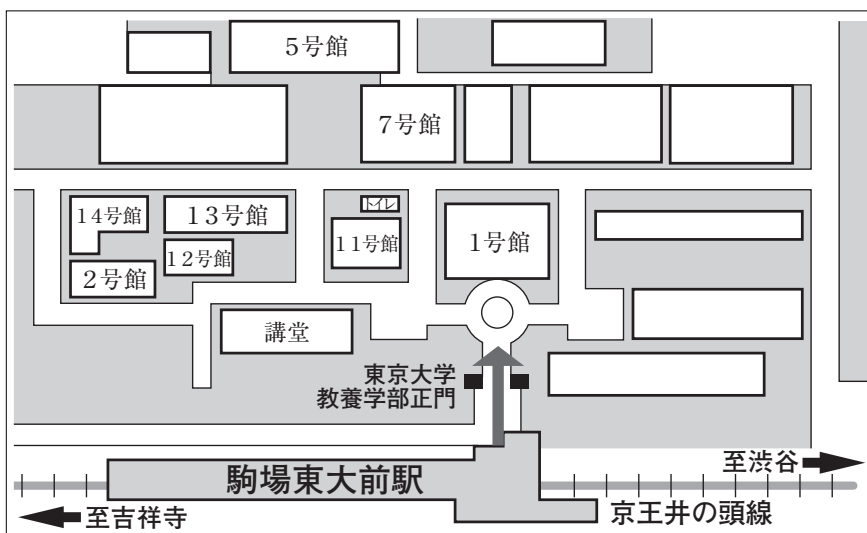 5号館
7号館
14号館
13号館
トイレ
11号館
1号館
12号館
2号館
講堂
東京大学
教養学部正門
至渋谷
駒場東大前駅
京王井の頭線
至吉祥寺